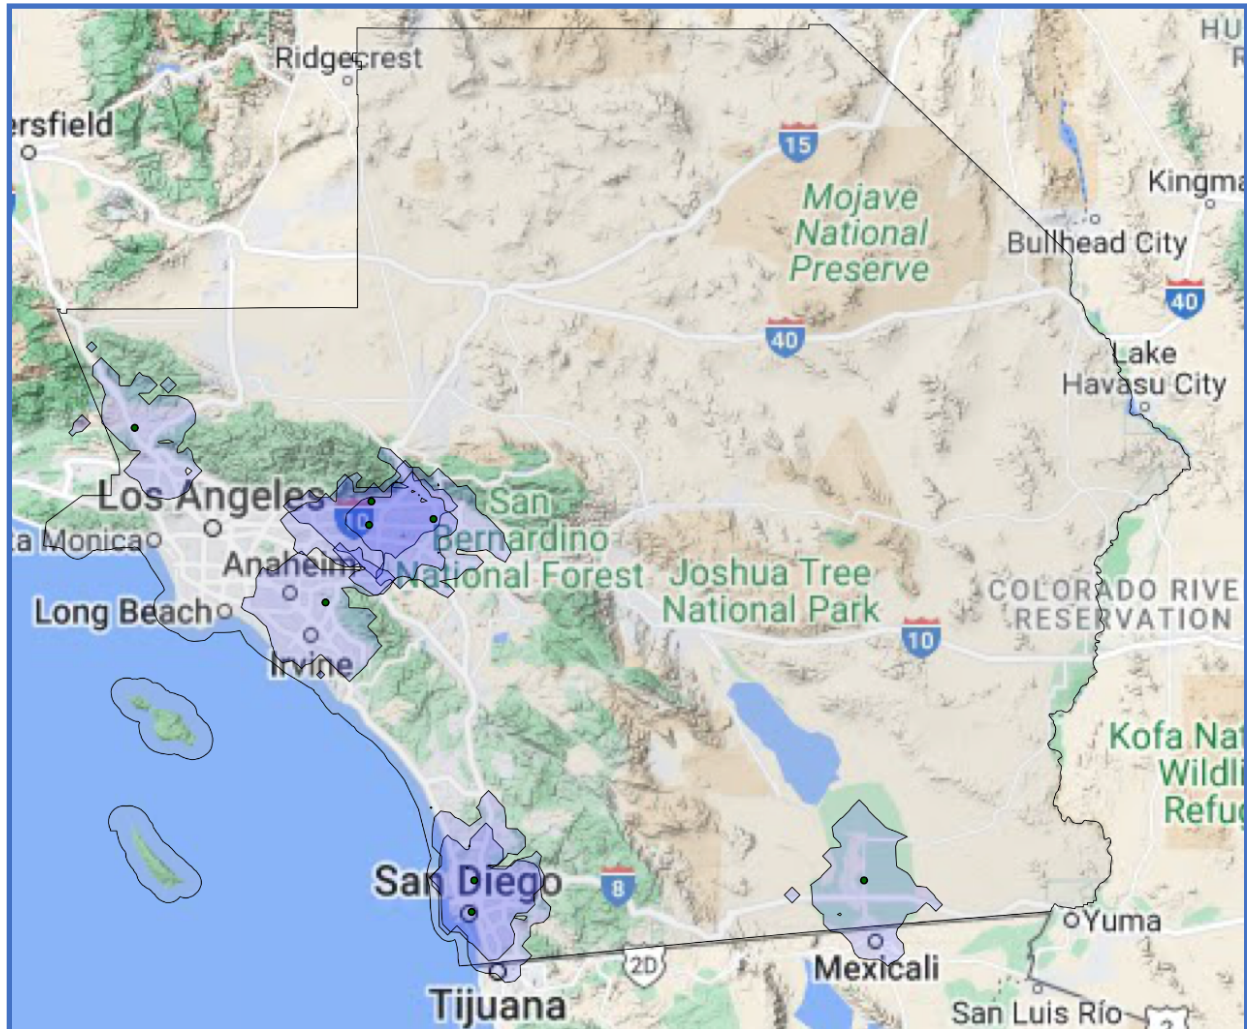 HU
R
Ridgecrest
ersfield
15
Kingma
Mojave
National
Preserve
Bullhead City
40
40
Lake
Havasu City
Los Angeles
10
San
Bernardino
National Forest
ta Monica
Anaheim
Joshua Tree
National Park
COLORADO RIVE
RESERVATION
Long Beach
10
Irvine
Kofa Nat
Wildli
Refug
San Diego
8
Yuma
2D
Mexicali
Tijuana
San Luis Río
2